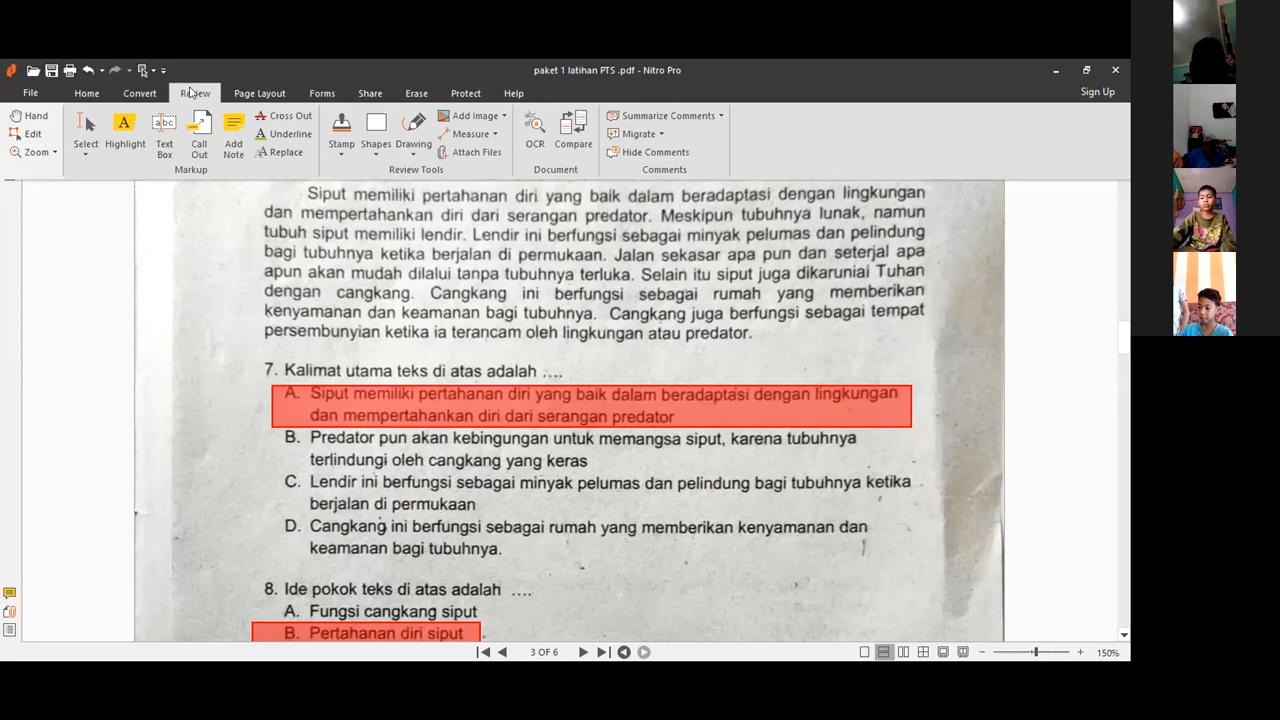 paket 1 latihan PTS .pdf - Nitro Pro
File Home Convert Review Page Layout Forms Share Erase Protect Help Sign Up
Hand
Edit
Zoom
Select
Highlight
Text Box
Call Out
Add Note
Cross Out
Underline
Replace
Markup
Stamp
Shapes
Drawing
Add Image
Measure
Attach Files
Review Tools
OCR
Compare
Document
Summarize Comments
Migrate
Hide Comments
Comments
Siput memiliki pertahanan diri yang baik dalam beradaptasi dengan lingkungan
dan mempertahankan diri dari serangan predator. Meskipun tubuhnya lunak, namun
tubuh siput memiliki lendir. Lendir ini berfungsi sebagai minyak pelumas dan pelindung
bagi tubuhnya ketika berjalan di permukaan. Jalan sekasar apa pun dan seterjal apa
apun akan mudah dilalui tanpa tubuhnya terluka. Selain itu siput juga dikaruniai Tuhan
dengan cangkang. Cangkang ini berfungsi sebagai rumah yang memberikan
kenyamanan dan keamanan bagi tubuhnya. Cangkang juga berfungsi sebagai tempat
persembunyian ketika ia terancam oleh lingkungan atau predator.
7. Kalimat utama teks di atas adalah ....
A. Siput memiliki pertahanan diri yang baik dalam beradaptasi dengan lingkungan
dan mempertahankan diri dari serangan predator
B. Predator pun akan kebingungan untuk memangsa siput, karena tubuhnya
terlindungi oleh cangkang yang keras
C. Lendir ini berfungsi sebagai minyak pelumas dan pelindung bagi tubuhnya ketika
berjalan di permukaan
D. Cangkang ini berfungsi sebagai rumah yang memberikan kenyamanan dan
keamanan bagi tubuhnya.
8. Ide pokok teks di atas adalah ....
A. Fungsi cangkang siput
B. Pertahanan diri siput
3 OF 6
150%